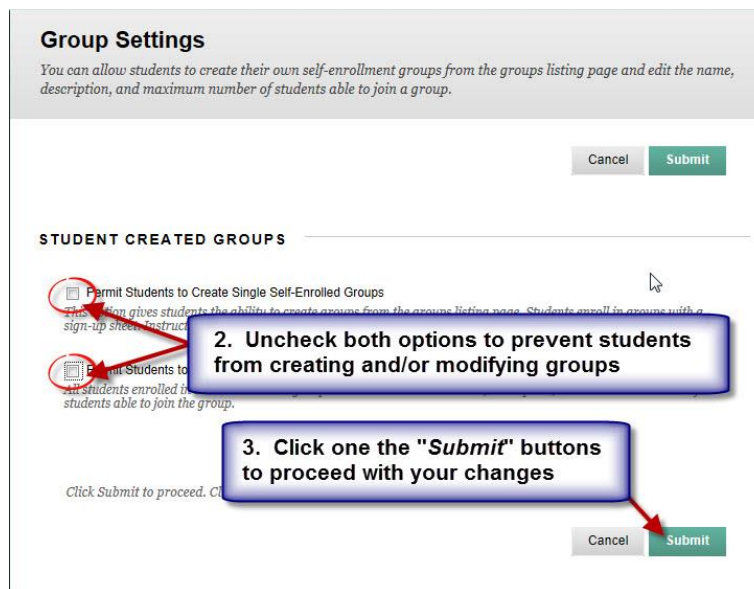 Group Settings
You can allow students to create their own self-enrollment groups from the groups listing page and edit the name,
description, and maximum number of students able to join a group.
Cancel Submit
STUDENT CREATED GROUPS
Permit Students to Create Single Self-Enrolled Groups
This option gives students the ability to create groups from the groups listing page. Students enroll in groups with a
sign-up sheet. Instruct
2. Uncheck both options to prevent students
from creating and/or modifying groups
Permit Students to
All students enrolled in
students able to join the group.
3. Click one the "Submit" buttons
to proceed with your changes
Click Submit to proceed.
Cancel Submit